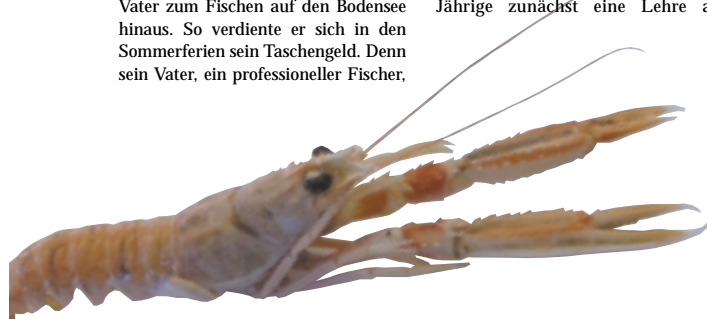 Vater zum Fischen auf den Bodensee
hinaus. So verdiente er sich in den
Sommerferien sein Taschengeld. Denn
sein Vater, ein professioneller Fischer,
Jährige zunächst eine Lehre